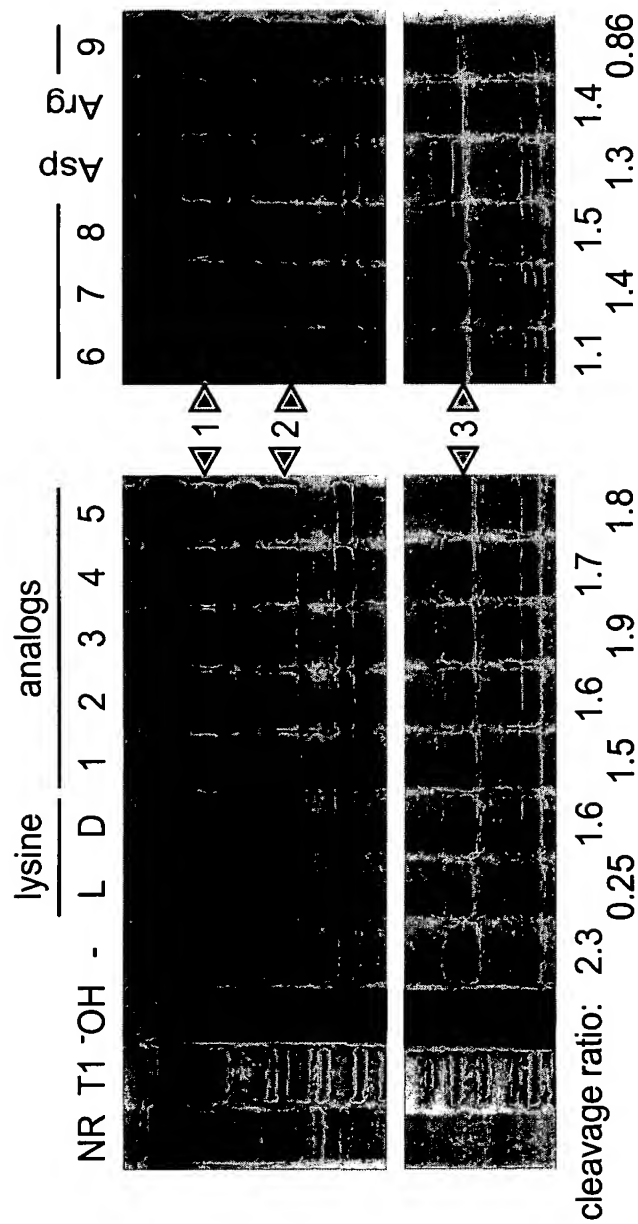 lysine analogs
NR T1 ⁻OH - L D 1 2 3 4 5 6 7 8 Asp Arg 9
1
2
3
cleavage ratio: 2.3 0.25 1.6 1.5 1.6 1.9 1.7 1.8 1.1 1.4 1.5 1.3 1.4 0.86